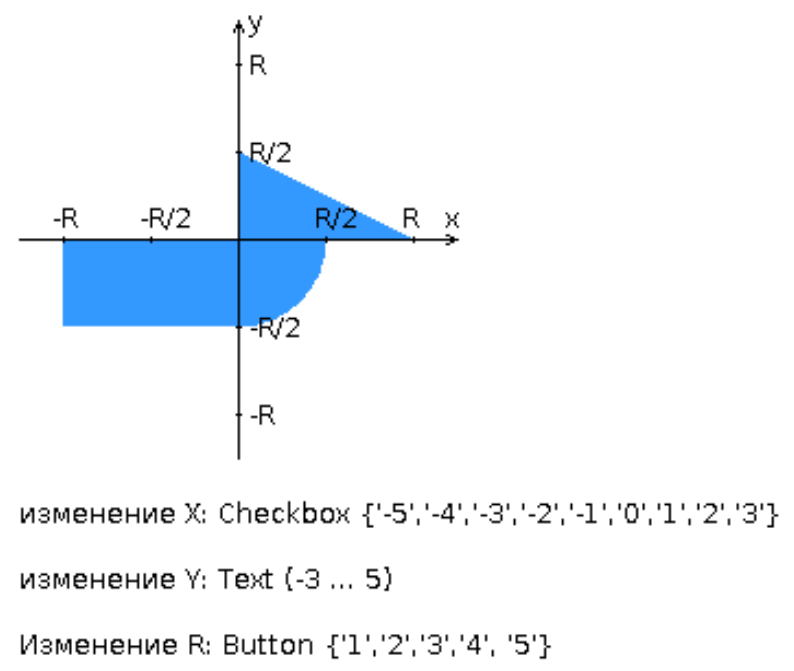 y
R
R/2
-R -R/2 R/2 R x
-R/2
-R
изменение X: Checkbox {'-5','-4','-3','-2','-1','0','1','2','3'}
изменение Y: Text (-3 ... 5)
Изменение R: Button {'1','2','3','4', '5'}